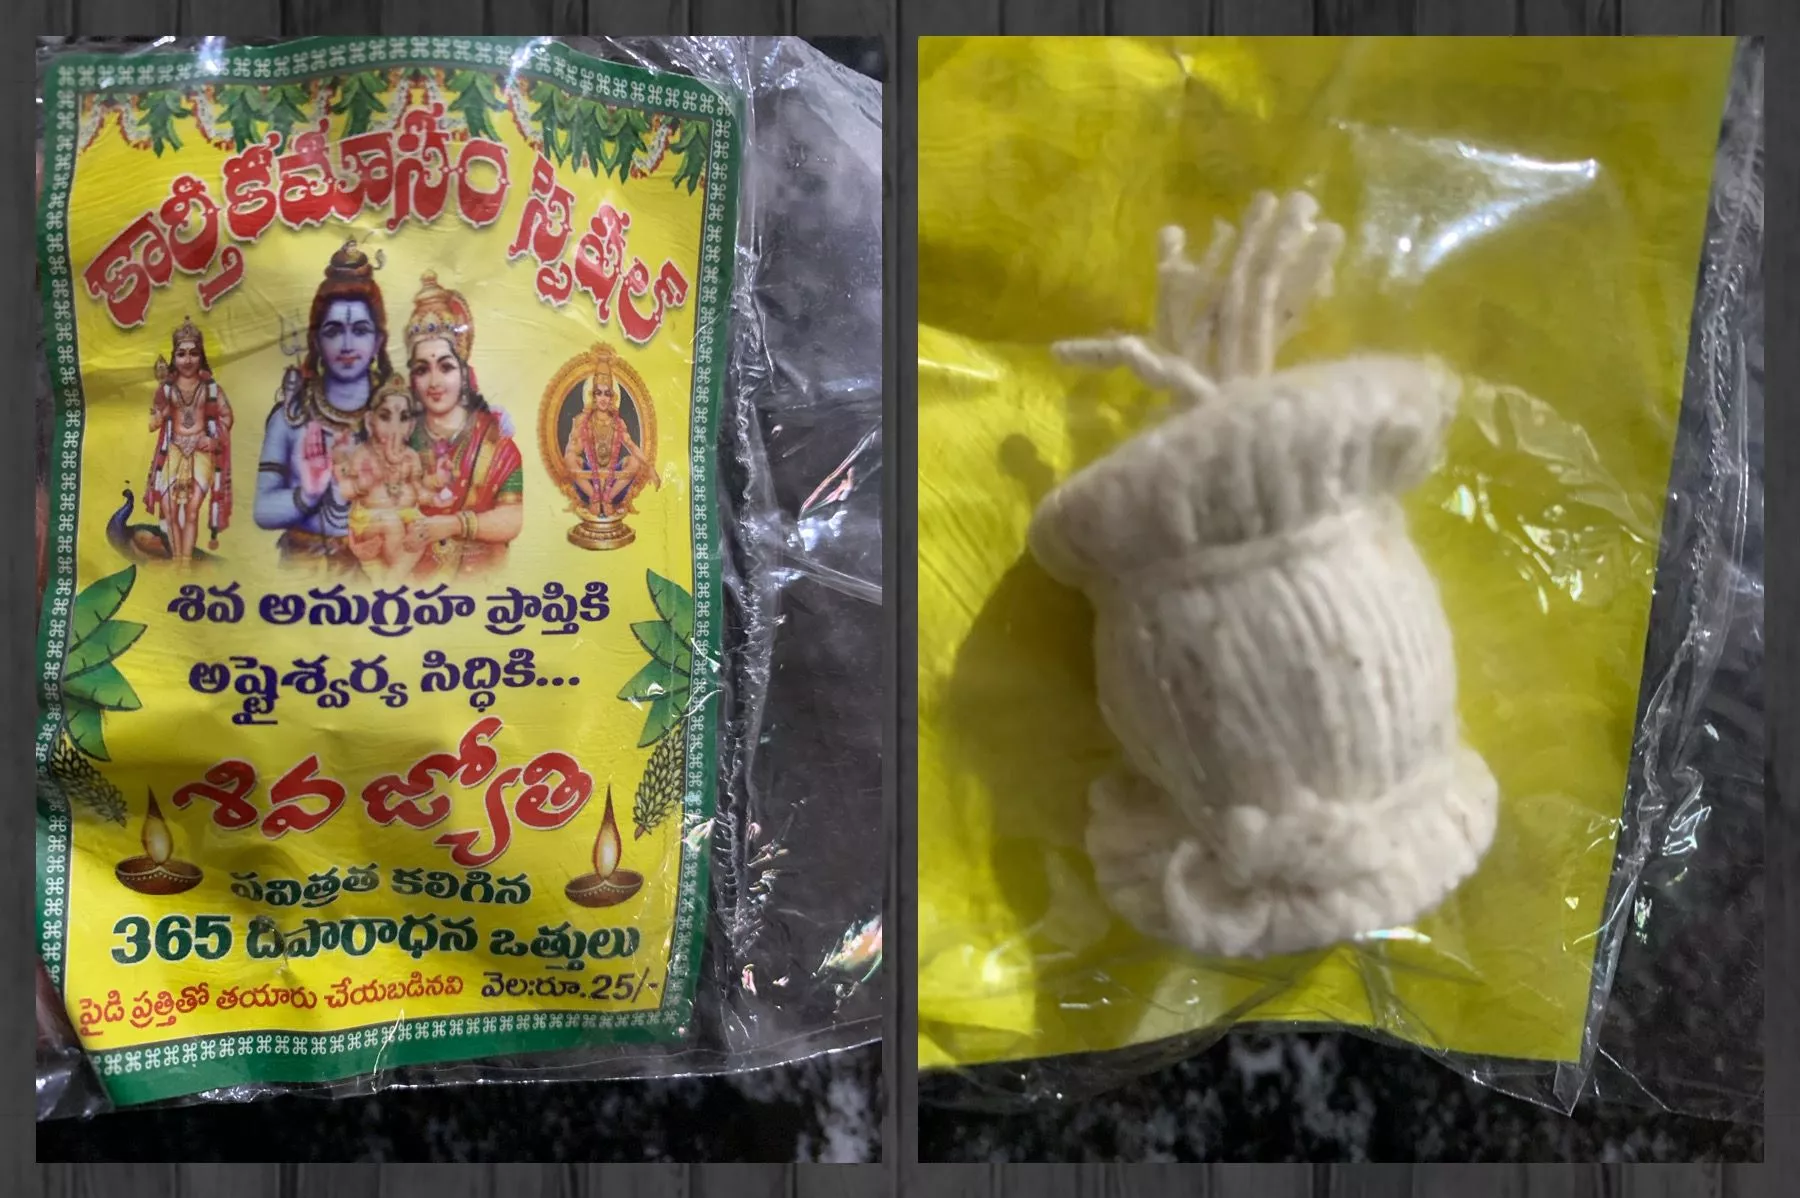 కార్తీకమాసం స్పెషల్
శివ అనుగ్రహ ప్రాప్తికి
అష్టైశ్వర్య సిద్ధికి...
శివ జ్యోతి
పవిత్రత కలిగిన
365 దీపారాధన ఒత్తులు
పైడి ప్రత్తితో తయారు చేయబడినవి వెల:రూ.25/-